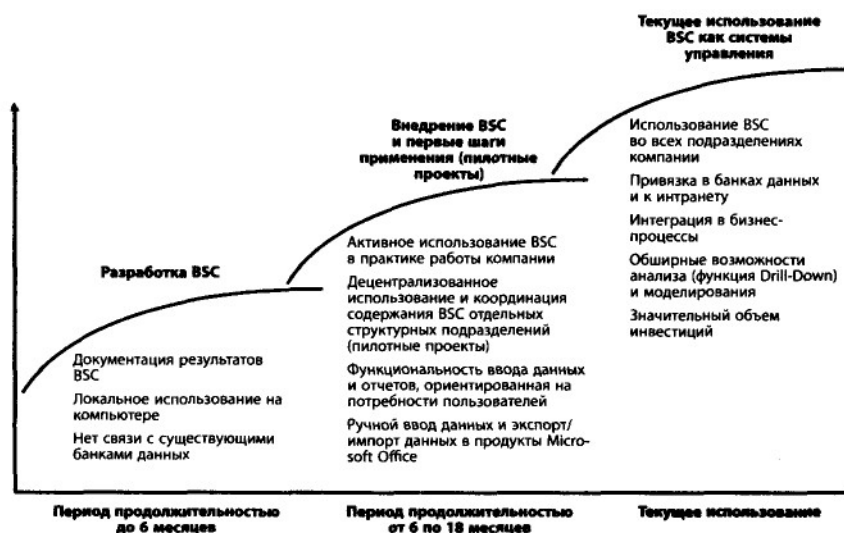 Текущее использование
BSC как системы
управления
Внедрение BSC
и первые шаги
применения (пилотные
проекты)
Разработка BSC
Документация результатов
BSC
Локальное использование на
компьютере
Нет связи с существующими
банками данных
Активное использование BSC
в практике работы компании
Децентрализованное
использование и координация
содержания BSC отдельных
структурных подразделений
(пилотные проекты)
Функциональность ввода данных
и отчетов, ориентированная на
потребности пользователей
Ручной ввод данных и экспорт/
импорт данных в продукты Micro-
soft Office
Использование BSC
во всех подразделениях
компании
Привязка в банках данных
и к интранету
Интеграция в бизнес-
процессы
Обширные возможности
анализа (функция Drill-Down)
и моделирования
Значительный объем
инвестиций
Период продолжительностью
до 6 месяцев
Период продолжительностью
от 6 по 18 месяцев
Текущее использование